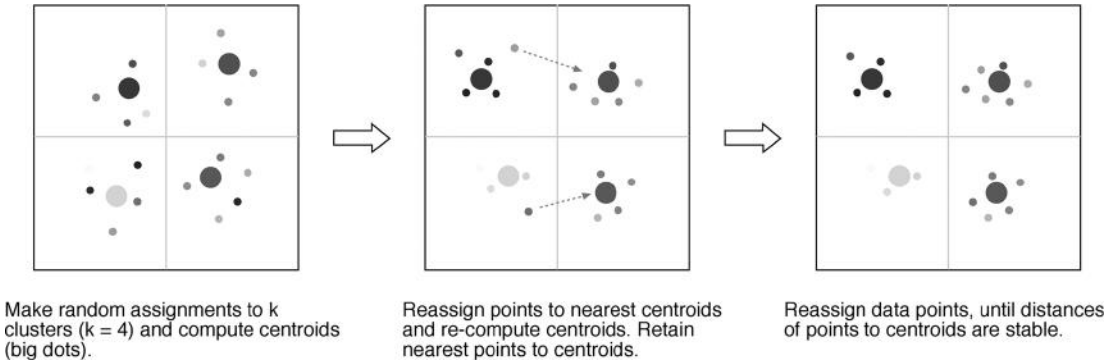 Make random assignments to k
clusters (k = 4) and compute centroids
(big dots).
Reassign points to nearest centroids
and re-compute centroids. Retain
nearest points to centroids.
Reassign data points, until distances
of points to centroids are stable.